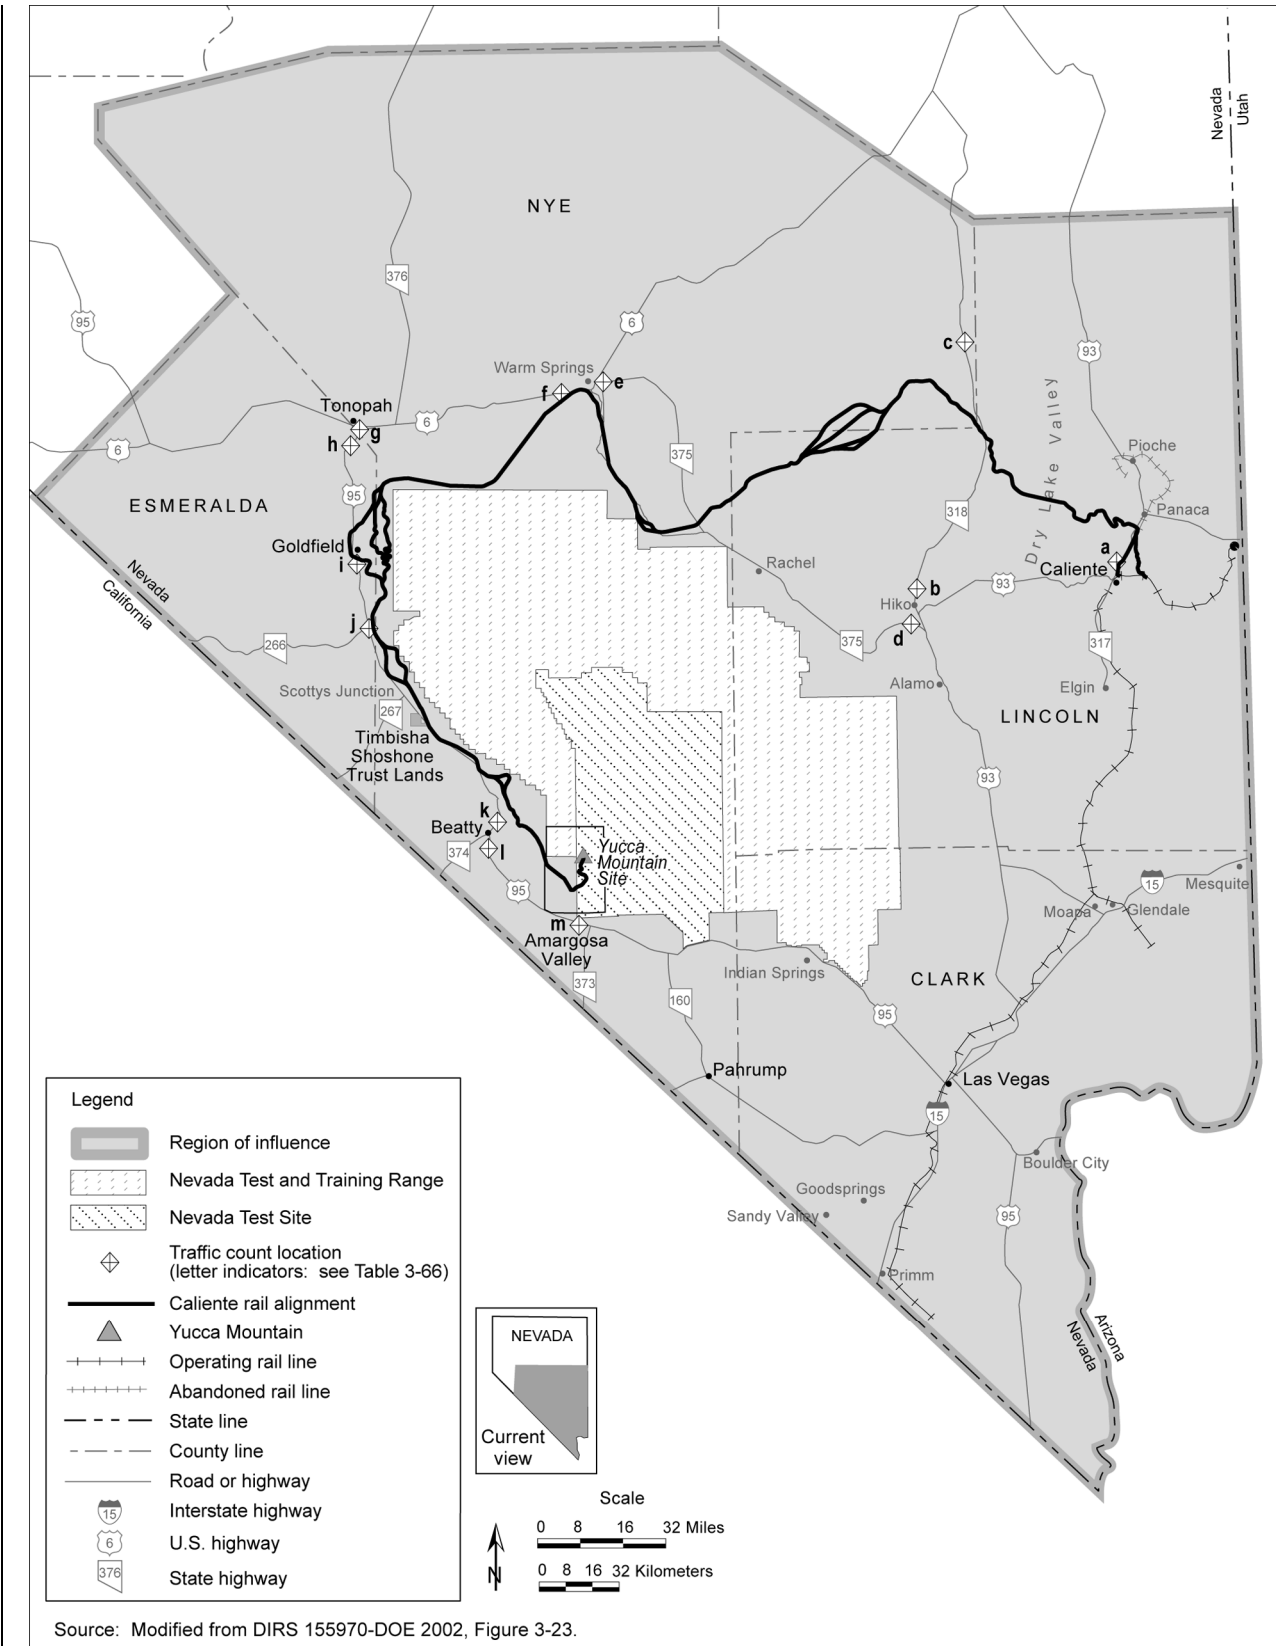 Nevada
Utah
NYE
376
95
6
c
93
Warm Springs
e
f
Dry Lake Valley
Tonopah
g
6
h
6
375
Pioche
95
ESMERALDA
318
Panaca
Goldfield
i
Rachel
a
Caliente
93
b
Hiko
Nevada
California
j
d
266
375
317
Scottys Junction
Alamo
Elgin
267
LINCOLN
Timbisha
Shoshone
Trust Lands
93
k
Beatty
l
374
Yucca
Mountain
Site
95
15
Mesquite
Moapa
Glendale
m
Amargosa
Valley
Indian Springs
CLARK
373
160
95
Pahrump
Las Vegas
15
Boulder City
Goodsprings
Sandy Valley
95
Primm
Arizona
Nevada
Legend
Region of influence
Nevada Test and Training Range
Nevada Test Site
Traffic count location
(letter indicators: see Table 3-66)
Caliente rail alignment
Yucca Mountain
Operating rail line
Abandoned rail line
State line
County line
Road or highway
15
Interstate highway
6
U.S. highway
376
State highway
NEVADA
Current
view
Scale
0 8 16 32 Miles
0 8 16 32 Kilometers
N
Source: Modified from DIRS 155970-DOE 2002, Figure 3-23.